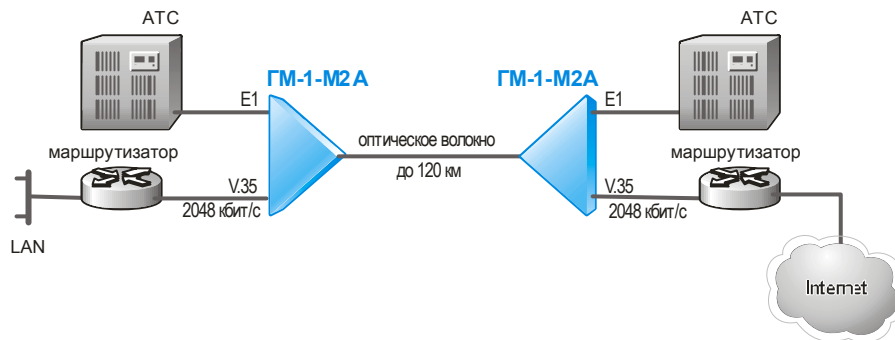 АТС
АТС
ГМ-1-М2А
ГМ-1-М2А
E1
E1
оптическое волокно
до 120 км
маршрутизатор
маршрутизатор
V.35
2048 кбит/с
V.35
2048 кбит/с
LAN
Internet